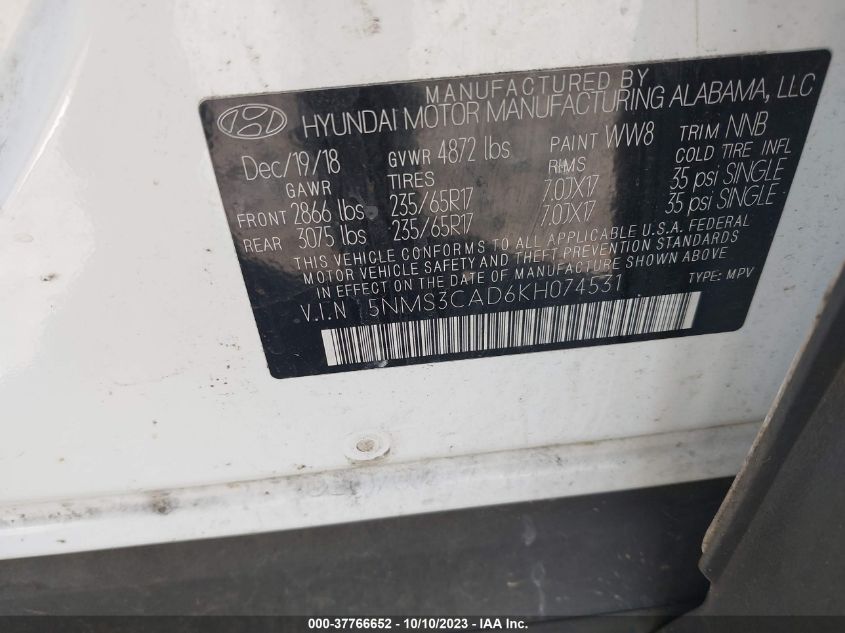 MANUFACTURED BY
HYUNDAI MOTOR MANUFACTURING ALABAMA, LLC
Dec/19/18 GVWR 4872 lbs PAINT WW8 TRIM NNB
GAWR TIRES RIMS COLD TIRE INFL
FRONT 2866 lbs 235/65R17 7.0JX17 35 psi SINGLE
REAR 3075 lbs 235/65R17 7.0JX17 35 psi SINGLE
THIS VEHICLE CONFORMS TO ALL APPLICABLE U.S.A. FEDERAL
MOTOR VEHICLE SAFETY AND THEFT PREVENTION STANDARDS
IN EFFECT ON THE DATE OF MANUFACTURE SHOWN ABOVE.
V.I.N 5NMS3CAD6KH074531 TYPE: MPV
000-37766652 - 10/10/2023 - IAA Inc.